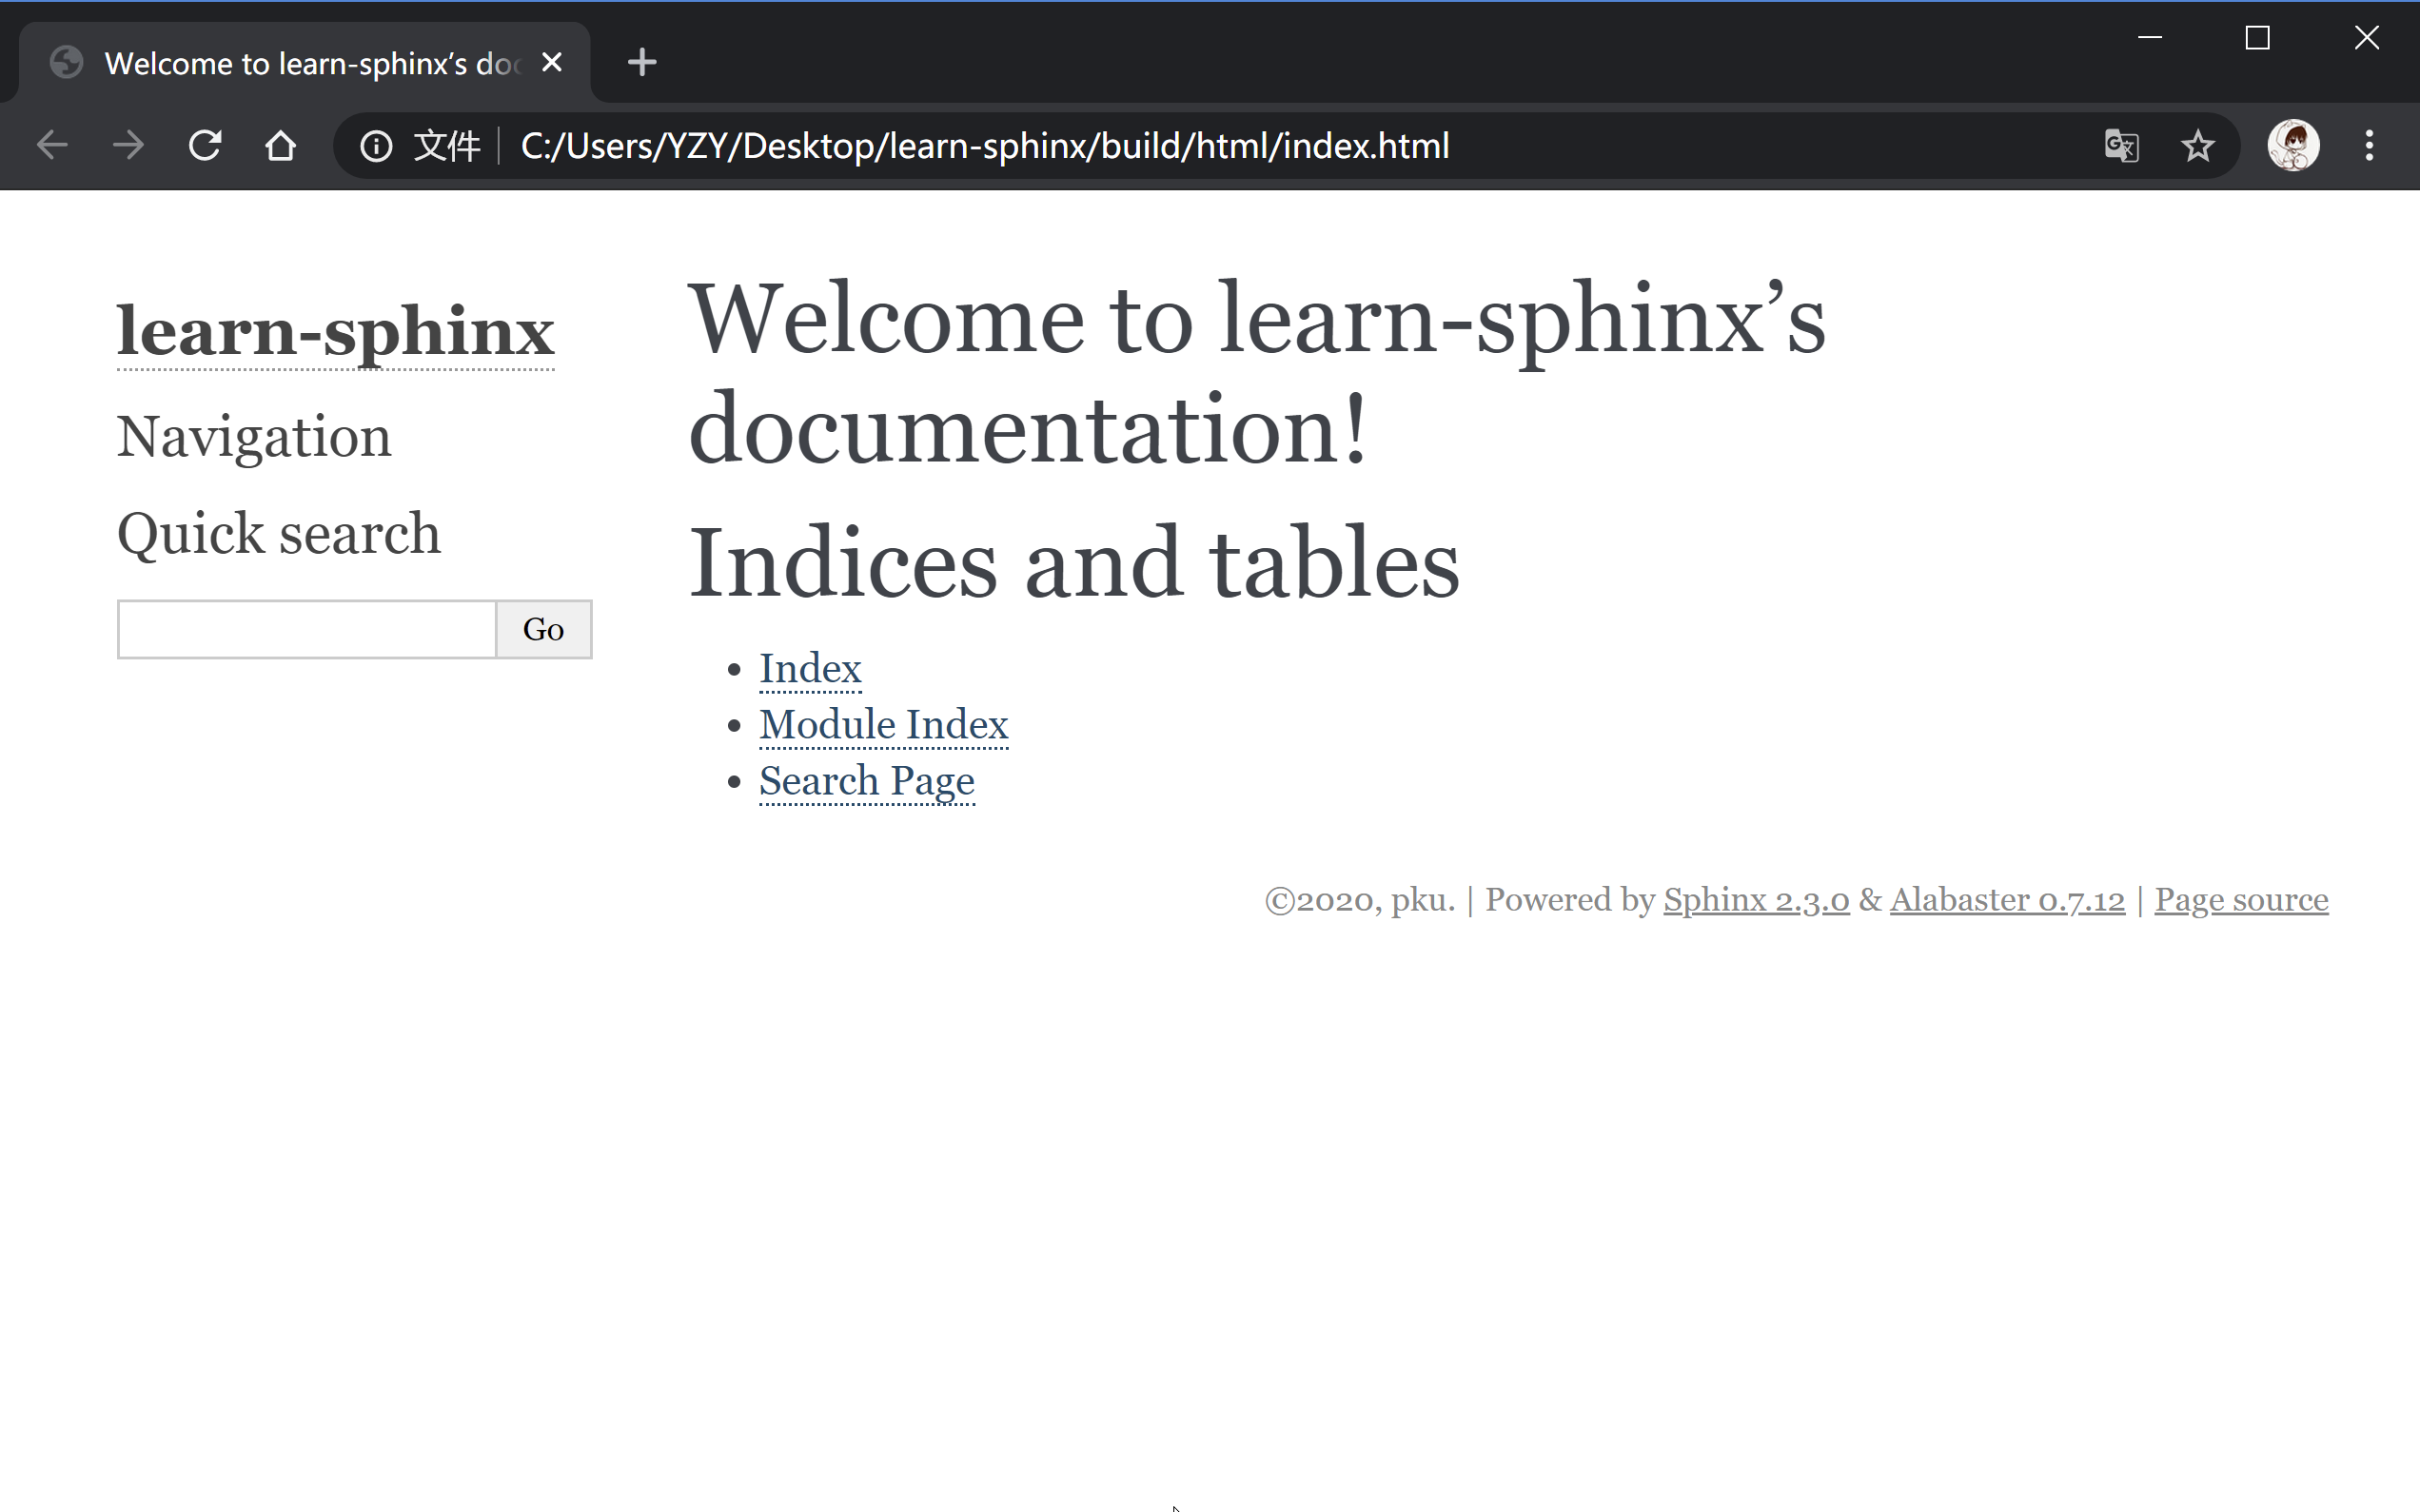 Welcome to learn-sphinx’s doc
文件 C:/Users/YZY/Desktop/learn-sphinx/build/html/index.html
learn-sphinx
Navigation
Quick search
Go
Welcome to learn-sphinx’s
documentation!
Indices and tables
Index
Module Index
Search Page
©2020, pku. | Powered by Sphinx 2.3.0 & Alabaster 0.7.12 | Page source